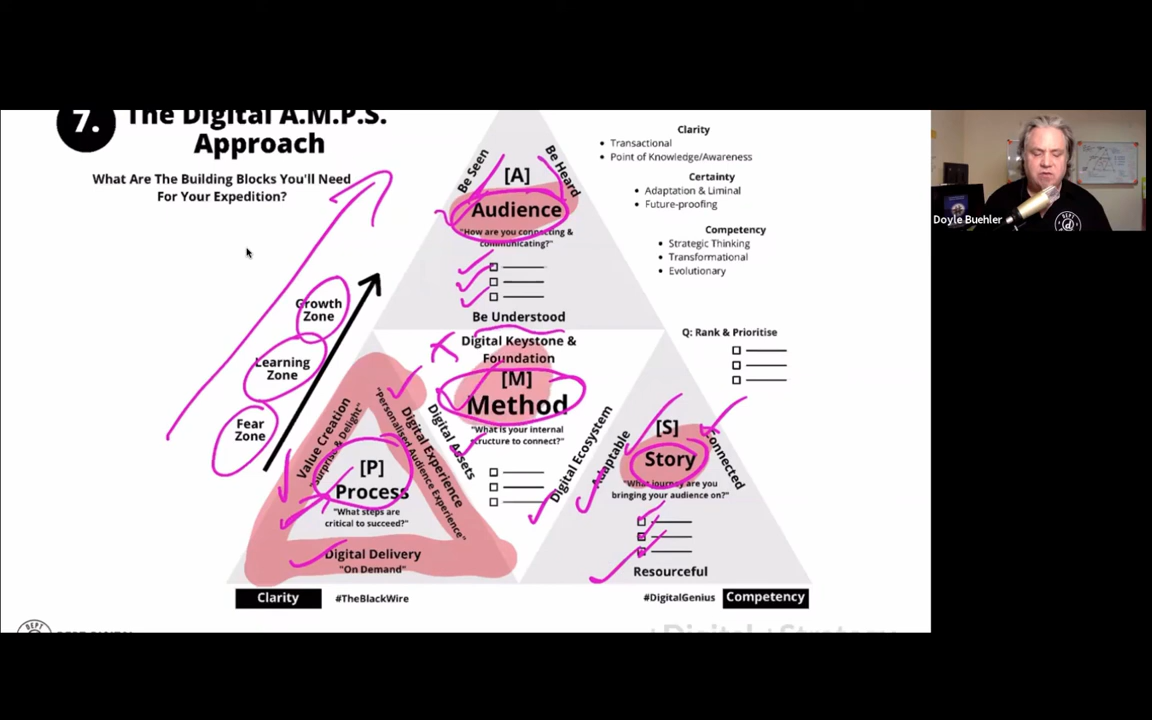 7.
The Digital A.M.P.S.
Approach
What Are The Building Blocks You'll Need
For Your Expedition?
Growth
Zone
Learning
Zone
Fear
Zone
Be Seen
Be Heard
[A]
Audience
"How are you connecting &
communicating?"
Be Understood
Digital Keystone &
Foundation
[M]
Method
"What is your internal
structure to connect?"
Digital Assets
Digital Ecosystem
Value Creation
"Surprise & Delight"
Digital Experience
"Personalised Audience Experience"
[P]
Process
"What steps are
critical to succeed?"
Digital Delivery
"On Demand"
Adaptable
Connected
[S]
Story
"What journey are you
bringing your audience on?"
Resourceful
Clarity
Transactional
Point of Knowledge/Awareness
Certainty
Adaptation & Liminal
Future-proofing
Competency
Strategic Thinking
Transformational
Evolutionary
Q: Rank & Prioritise
Clarity
#TheBlackWire
#DigitalGenius
Competency
Doyle Buehler
DEPT
d
DEPT